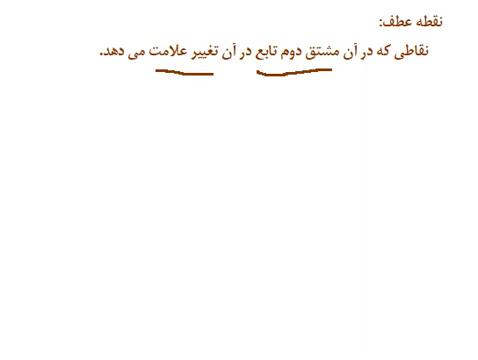 نقطه عطف:
نقاطی که در آن مشتق دوم تابع در آن تغییر علامت می دهد.